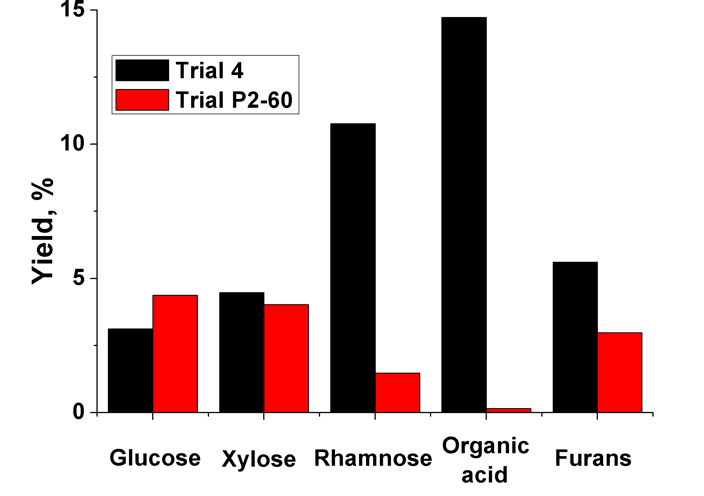 15
10
5
0
Yield, %
Trial 4
Trial P2-60
Glucose Xylose Rhamnose Organic acid Furans